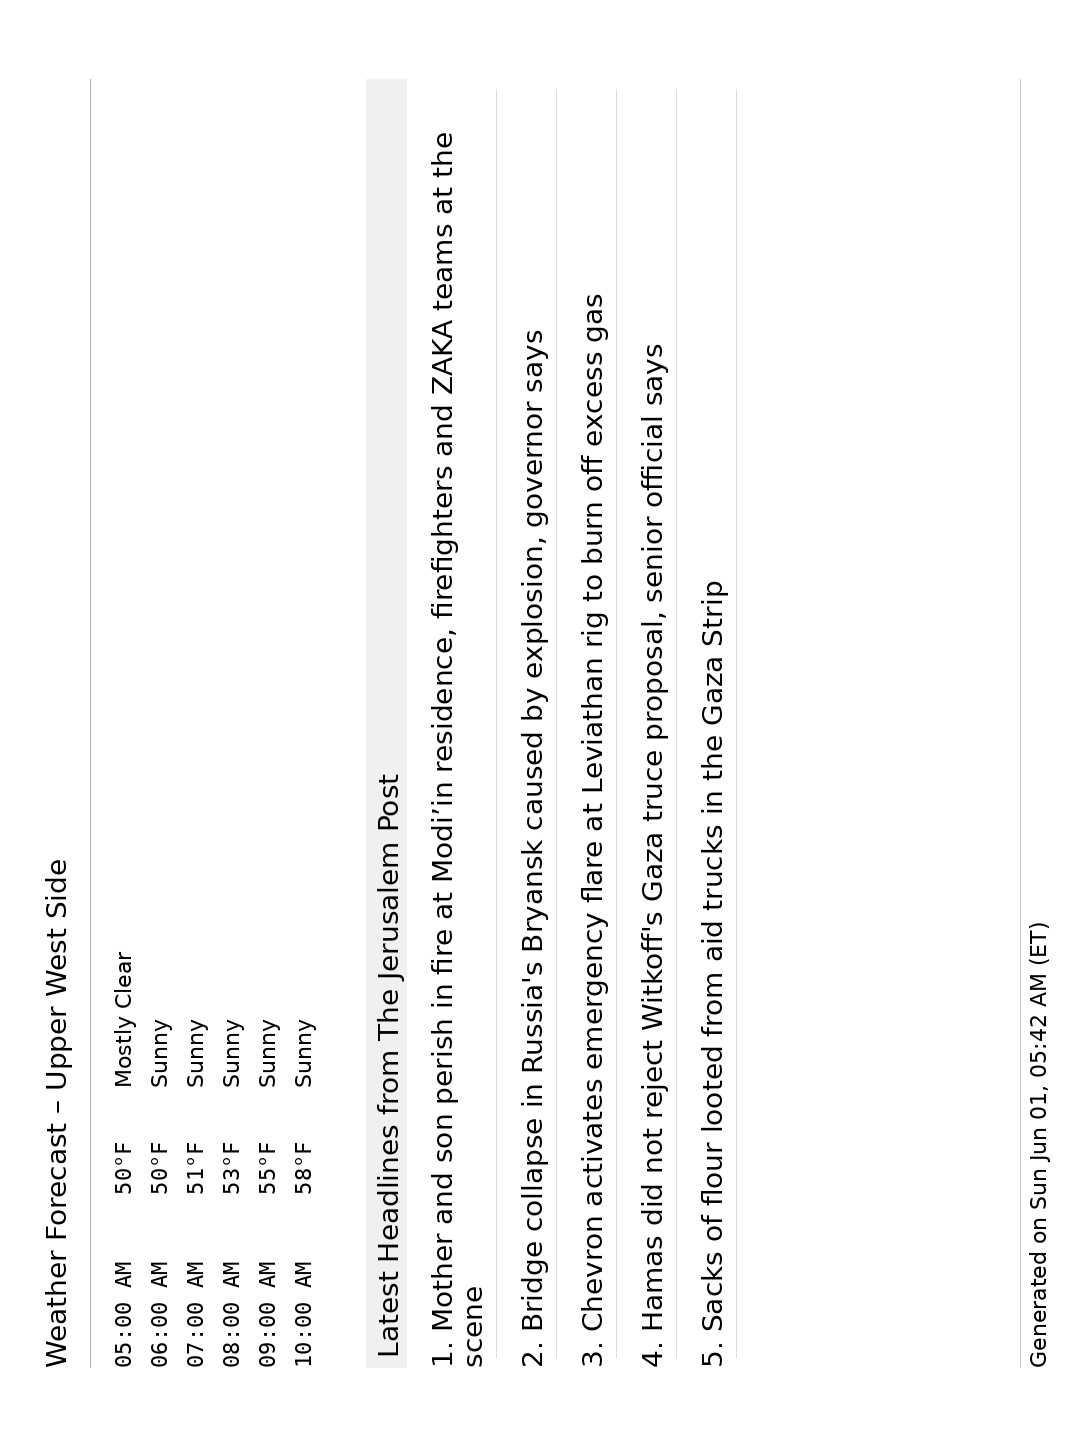 Weather Forecast – Upper West Side
05:00 AM 50°F Mostly Clear
06:00 AM 50°F Sunny
07:00 AM 51°F Sunny
08:00 AM 53°F Sunny
09:00 AM 55°F Sunny
10:00 AM 58°F Sunny
Latest Headlines from The Jerusalem Post
1. Mother and son perish in fire at Modi’in residence, firefighters and ZAKA teams at the
scene
2. Bridge collapse in Russia's Bryansk caused by explosion, governor says
3. Chevron activates emergency flare at Leviathan rig to burn off excess gas
4. Hamas did not reject Witkoff's Gaza truce proposal, senior official says
5. Sacks of flour looted from aid trucks in the Gaza Strip
Generated on Sun Jun 01, 05:42 AM (ET)